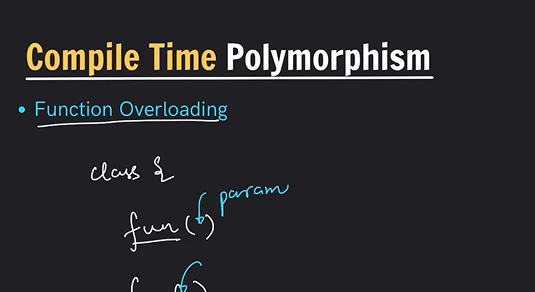 Compile Time Polymorphism
• Function Overloading
class {
param
fun ( )